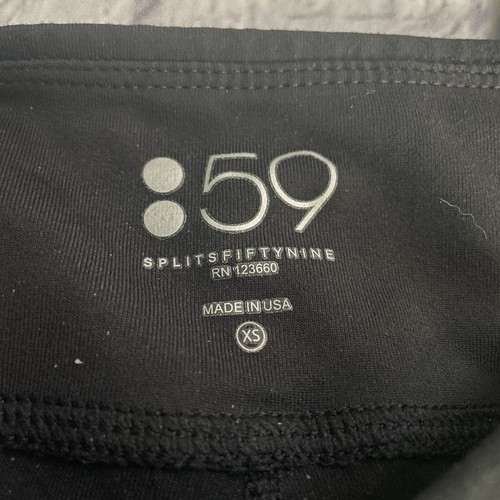 :59
SPLITSFIFTYNINE
RN 123660
MADE IN USA
XS